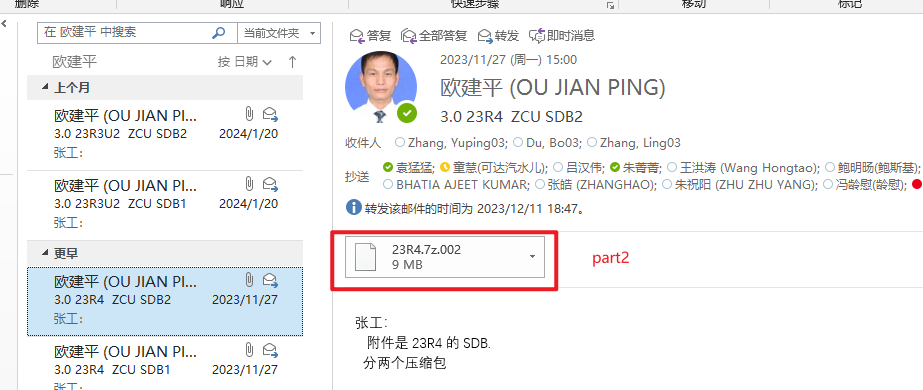 删除
响应
快速步骤
移动
标记
在 欧建平 中搜索
当前文件夹
欧建平
按 日期
上个月
欧建平 (OU JIAN PI...
3.0 23R3U2 ZCU SDB2 2024/1/20
张工：
欧建平 (OU JIAN PI...
3.0 23R3U2 ZCU SDB1 2024/1/20
张工：
更早
欧建平 (OU JIAN PI...
3.0 23R4 ZCU SDB2 2023/11/27
张工：
欧建平 (OU JIAN PI...
3.0 23R4 ZCU SDB1 2023/11/27
张工：
答复 全部答复 转发 即时消息
2023/11/27 (周一) 15:00
欧建平 (OU JIAN PING)
3.0 23R4 ZCU SDB2
收件人 Zhang, Yuping03; Du, Bo03; Zhang, Ling03
抄送 袁猛猛; 童慧(可达汽水儿); 吕汉伟; 朱菁菁; 王洪涛 (Wang Hongtao); 鲍明旸(鲍斯基);
BHATIA AJEET KUMAR; 张皓 (ZHANGHAO); 朱祝阳 (ZHU ZHU YANG); 冯龄慰(龄慰);
转发该邮件的时间为 2023/12/11 18:47。
23R4.7z.002
9 MB
part2
张工：
附件是 23R4 的 SDB.
分两个压缩包